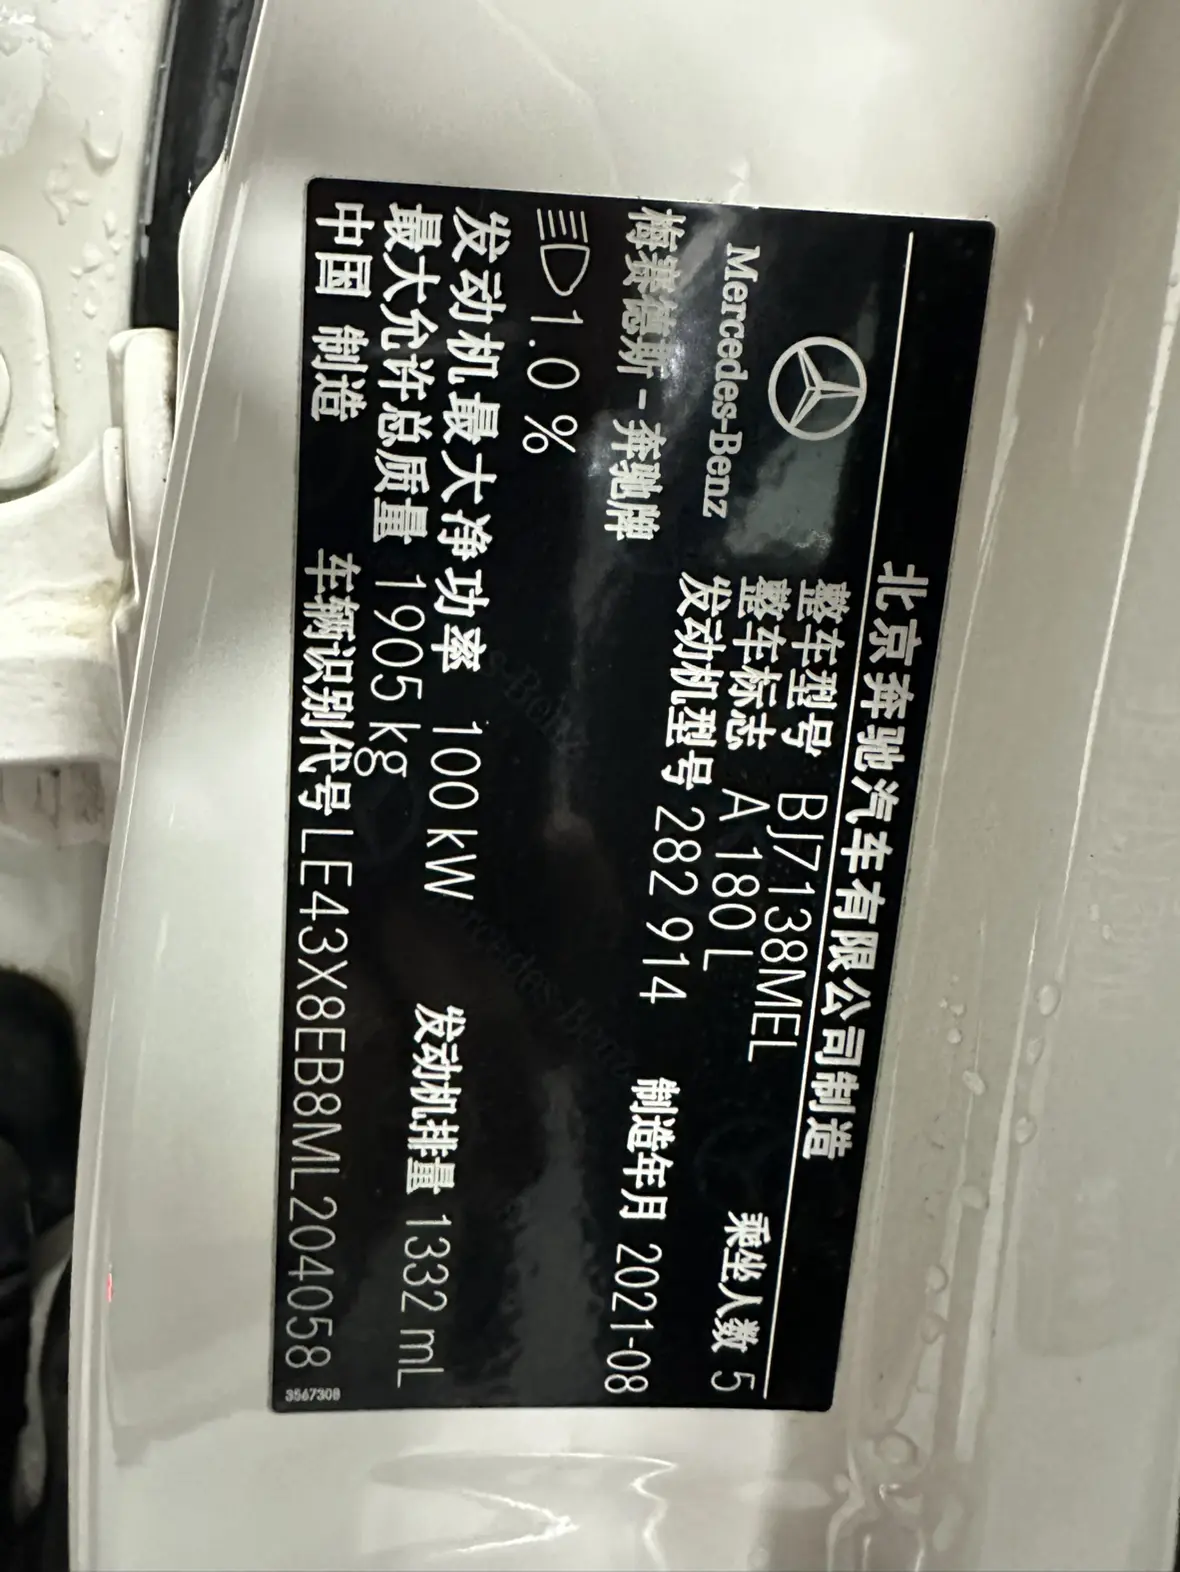 北京奔驰汽车有限公司制造
Mercedes-Benz
整车型号 BJ7138MEL
整车标志 A 180 L
乘坐人数 5
梅赛德斯-奔驰牌
发动机型号 282 914
制造年月 2021-08
1.0 %
发动机最大净功率 100 kW 发动机排量 1332 mL
最大允许总质量 1905 kg
中国 制造 车辆识别代号 LE43X8EB8ML204058
3567308